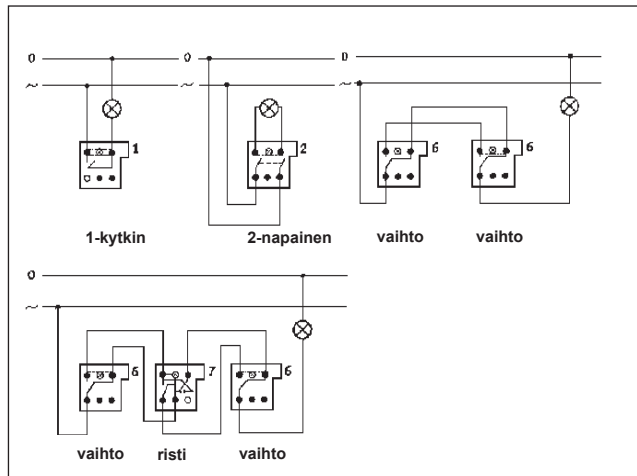 0 0 0
~ ~ ~
1 2 6 6
1-kytkin 2-napainen vaihto vaihto
0
~
6 7 6
vaihto risti vaihto